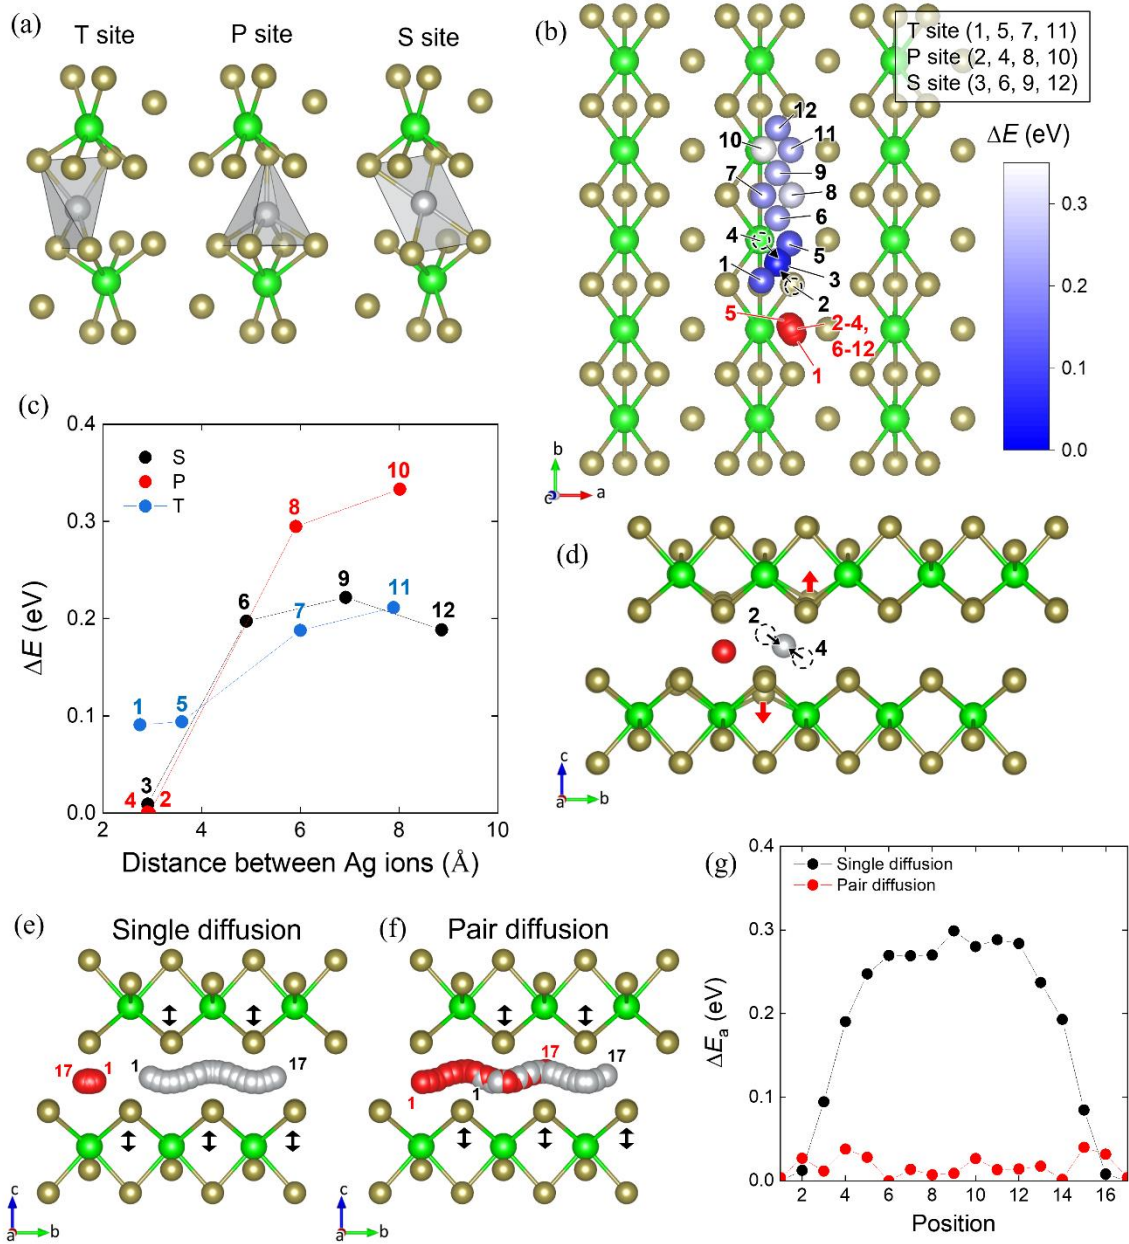 (a)
T site
P site
S site
(b)
T site (1, 5, 7, 11)
P site (2, 4, 8, 10)
S site (3, 6, 9, 12)
12
10
11
9
7
8
6
4
5
1
3
2
5
2-4,
6-12
1
ΔE (eV)
0.3
0.2
0.1
0.0
b
c
a
(c)
0.4
0.3
0.2
0.1
0.0
ΔE (eV)
S
P
T
10
8
9
6
11
7
12
1
5
3
4
2
2
4
6
8
10
Distance between Ag ions (Å)
(d)
2
4
c
a
b
(e)
Single diffusion
17
1
1
17
c
a
b
(f)
Pair diffusion
17
17
1
1
c
a
b
(g)
0.4
0.3
0.2
0.1
0.0
ΔEa (eV)
Single diffusion
Pair diffusion
2
4
6
8
10
12
14
16
Position